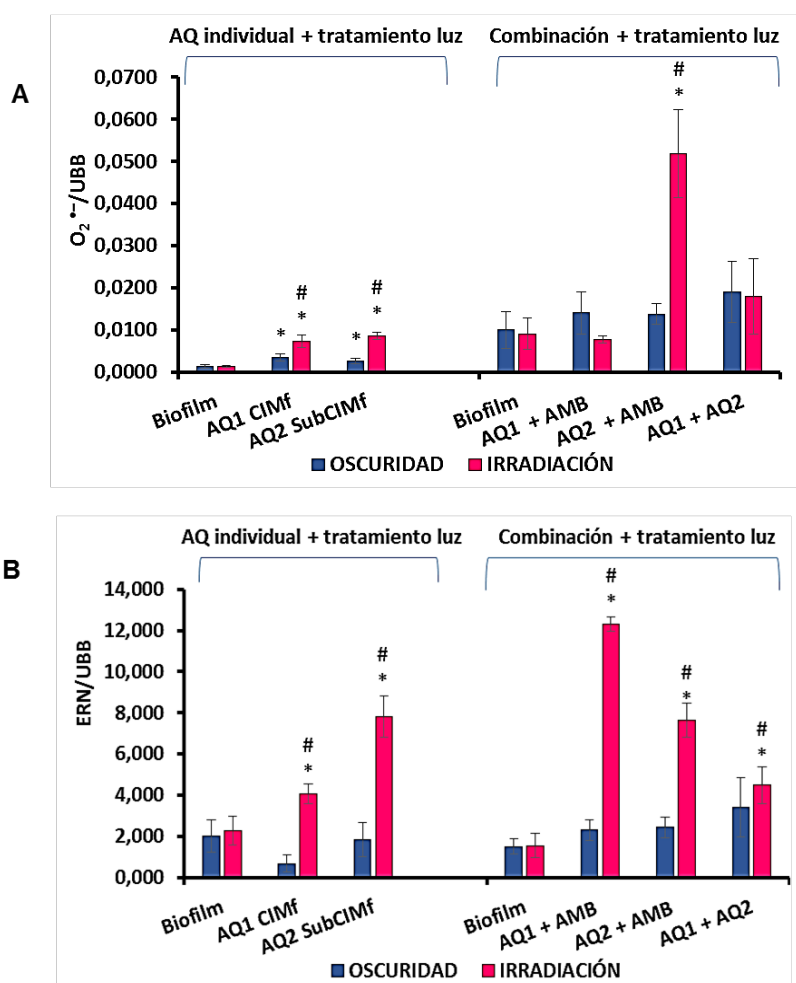 A
AQ individual + tratamiento luz
Combinación + tratamiento luz
O2 •–/UBB
0,0700
0,0600
0,0500
0,0400
0,0300
0,0200
0,0100
0,0000
# # #
* * * * *
Biofilm
AQ1 CIMf
AQ2 SubCIMf
Biofilm
AQ1 + AMB
AQ2 + AMB
AQ1 + AQ2
OSCURIDAD IRRADIACIÓN
B
AQ individual + tratamiento luz
Combinación + tratamiento luz
ERN/UBB
14,000
12,000
10,000
8,000
6,000
4,000
2,000
0,000
# # # # #
* * * * *
Biofilm
AQ1 CIMf
AQ2 SubCIMf
Biofilm
AQ1 + AMB
AQ2 + AMB
AQ1 + AQ2
OSCURIDAD IRRADIACIÓN